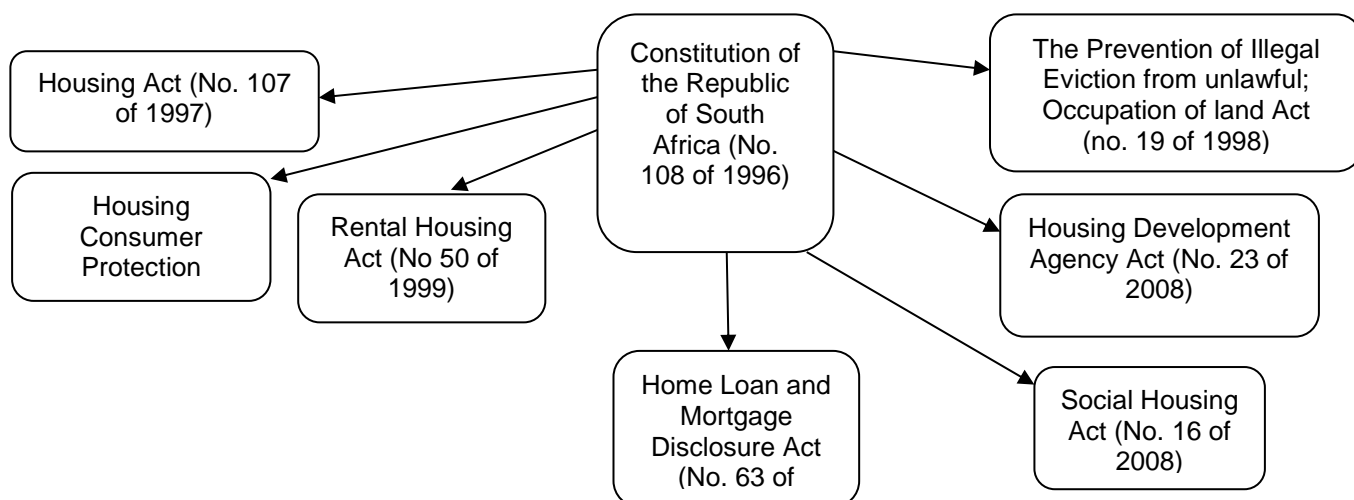 Constitution of
the Republic
of South
Africa (No.
108 of 1996)
The Prevention of Illegal
Eviction from unlawful;
Occupation of land Act
(no. 19 of 1998)
Housing Act (No. 107
of 1997)
Housing
Consumer
Protection
Rental Housing
Act (No 50 of
1999)
Housing Development
Agency Act (No. 23 of
2008)
Home Loan and
Mortgage
Disclosure Act
(No. 63 of
Social Housing
Act (No. 16 of
2008)